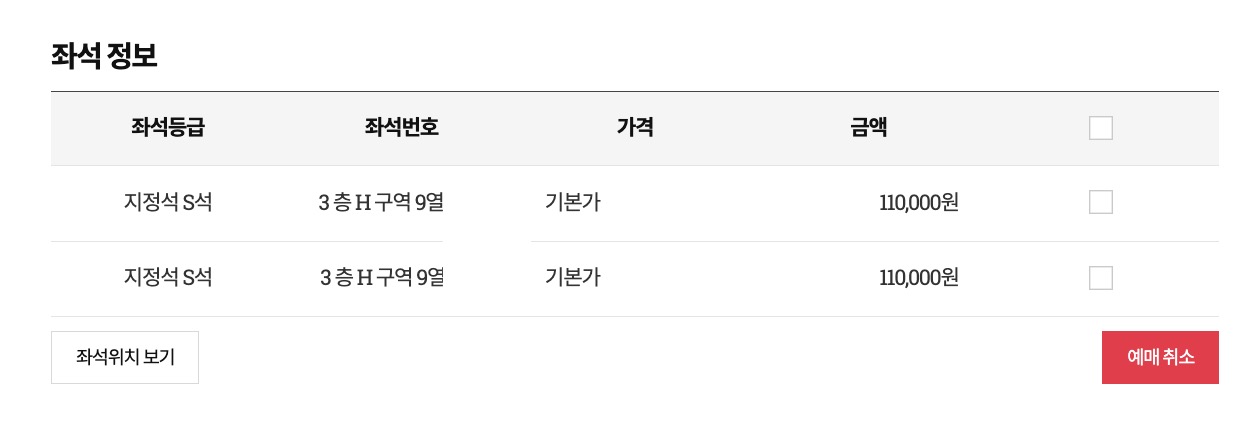 좌석 정보
좌석등급 좌석번호 가격 금액
지정석 S석 3 층 H 구역 9열 기본가 110,000원
지정석 S석 3 층 H 구역 9열 기본가 110,000원
좌석위치 보기 예매 취소